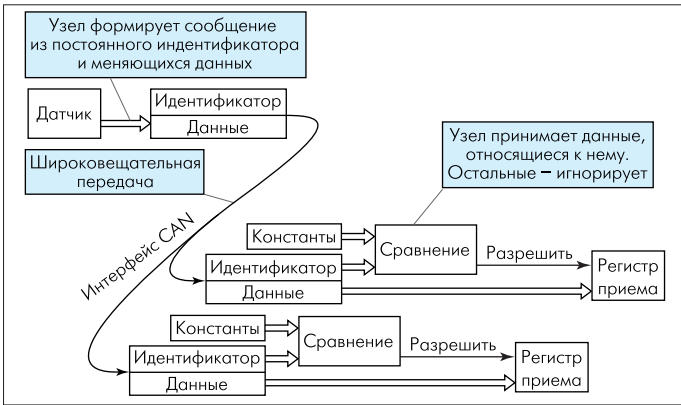 Узел формирует сообщение
из постоянного индентификатора
и меняющихся данных
Датчик
Идентификатор
Данные
Широковещательная
передача
Узел принимает данные,
относящиеся к нему.
Остальные – игнорирует
Интерфейс CAN
Константы
Сравнение
Разрешить
Идентификатор
Данные
Регистр
приема
Константы
Сравнение
Разрешить
Идентификатор
Данные
Регистр
приема